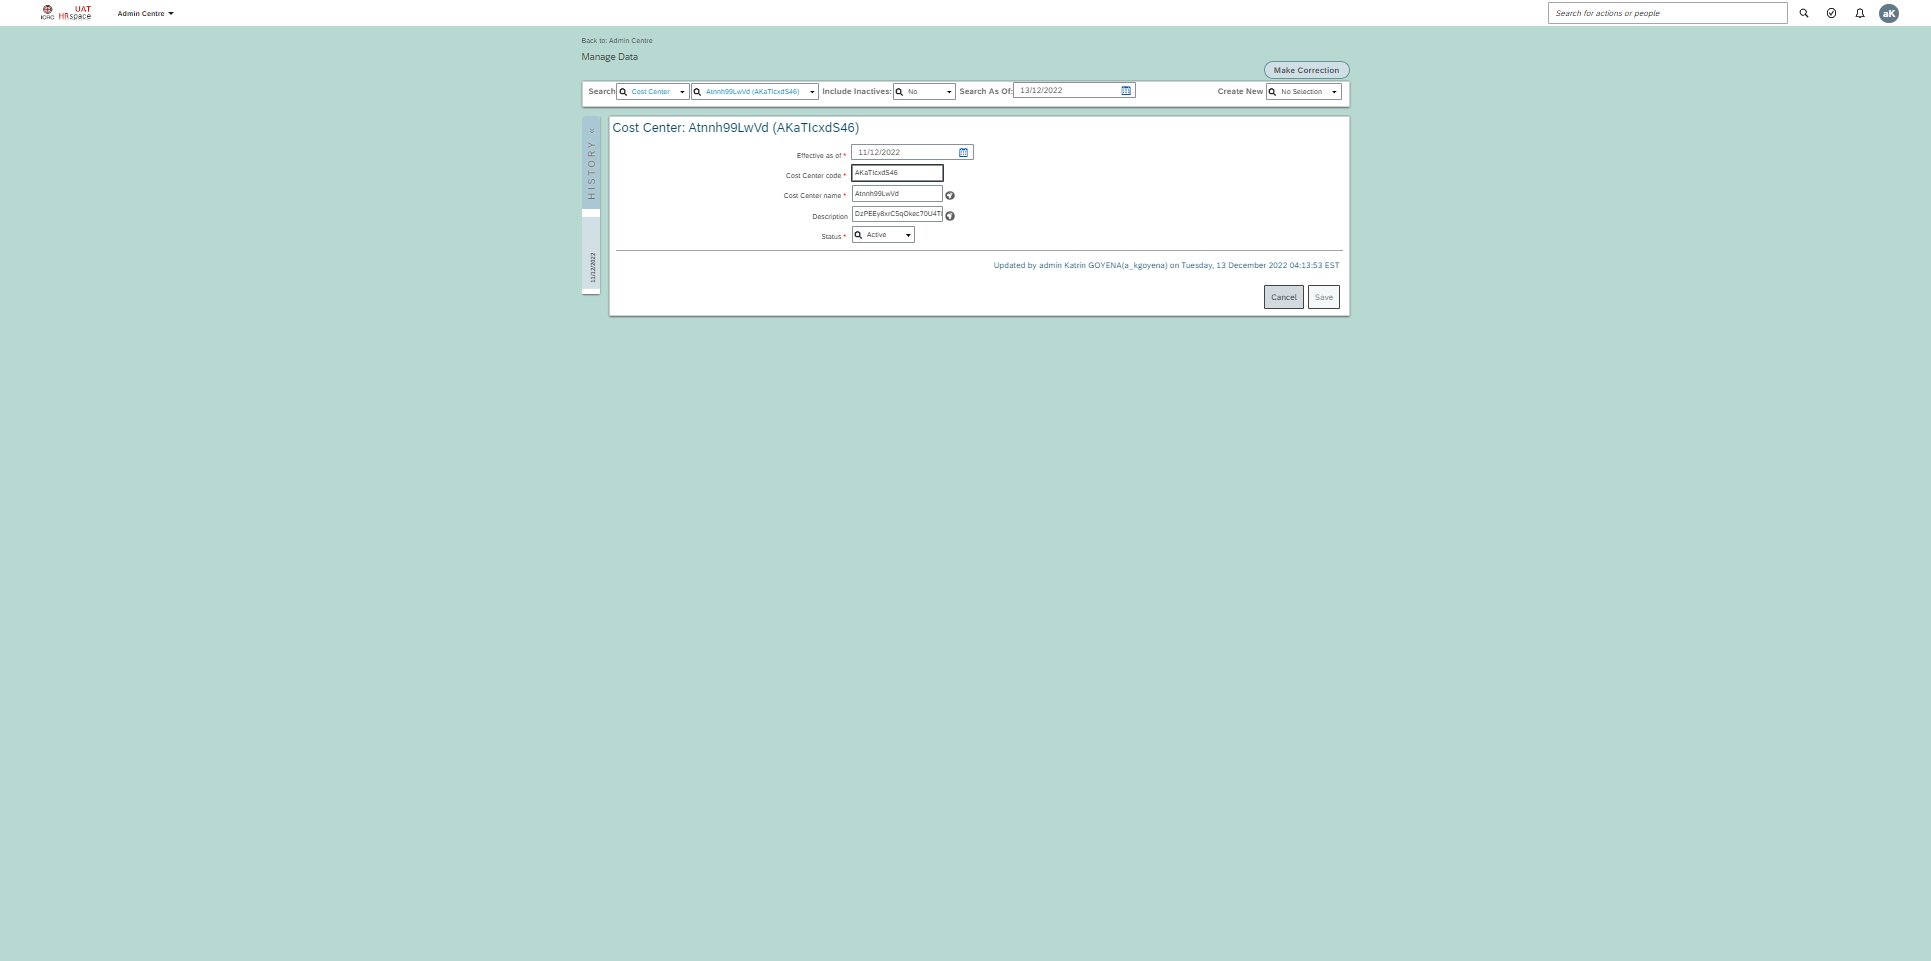 ICRC UAT HRspace Admin Centre Search for actions or people aK
Back to: Admin Centre
Manage Data
Make Correction
Search Cost Center Atnnh99LwVd (AKaTIcxdS46) Include Inactives: No Search As Of: 13/12/2022 Create New No Selection
HISTORY
11/12/2022
Cost Center: Atnnh99LwVd (AKaTIcxdS46)
Effective as of * 11/12/2022
Cost Center code * AKaTIcxdS46
Cost Center name * Atnnh99LwVd
Description
Status * Active
Updated by admin Katrin GOYENA(a_kgoyena) on Tuesday, 13 December 2022 04:13:53 EST
Cancel Save